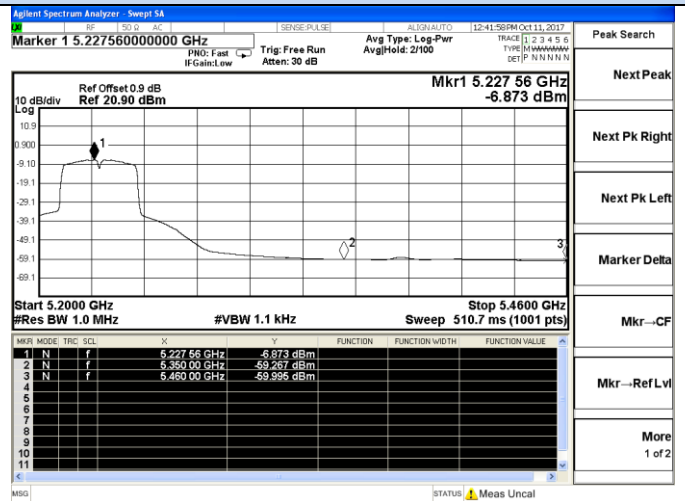 Agilent Spectrum Analyzer - Swept SA
RF 50 Ω AC SENSE:PULSE ALIGNAUTO 12:41:58PM Oct 11, 2017
Marker 1 5.227560000000 GHz
PNO: Fast
IFGain:Low
Trig: Free Run
Atten: 30 dB
Avg Type: Log-Pwr
Avg|Hold: 2/100
TRACE 1 2 3 4 5 6
TYPE M W W W W W
DET P N N N N N
Peak Search
Next Peak
Next Pk Right
Next Pk Left
Marker Delta
Mkr→CF
Mkr→Ref Lvl
More
1 of 2
Mkr1 5.227 56 GHz
-6.873 dBm
Ref Offset 0.9 dB
10 dB/div Ref 20.90 dBm
Log
10.9
0.900
-9.10
-19.1
-29.1
-39.1
-49.1
-59.1
-69.1
1
2
3
Start 5.2000 GHz Stop 5.4600 GHz
#Res BW 1.0 MHz #VBW 1.1 kHz Sweep 510.7 ms (1001 pts)
MKR MODE TRC SCL X Y FUNCTION FUNCTION WIDTH FUNCTION VALUE
1 N f 5.227 56 GHz -6.873 dBm
2 N f 5.350 00 GHz -59.267 dBm
3 N f 5.460 00 GHz -59.995 dBm
4
5
6
7
8
9
10
11
MSG STATUS Meas Uncal